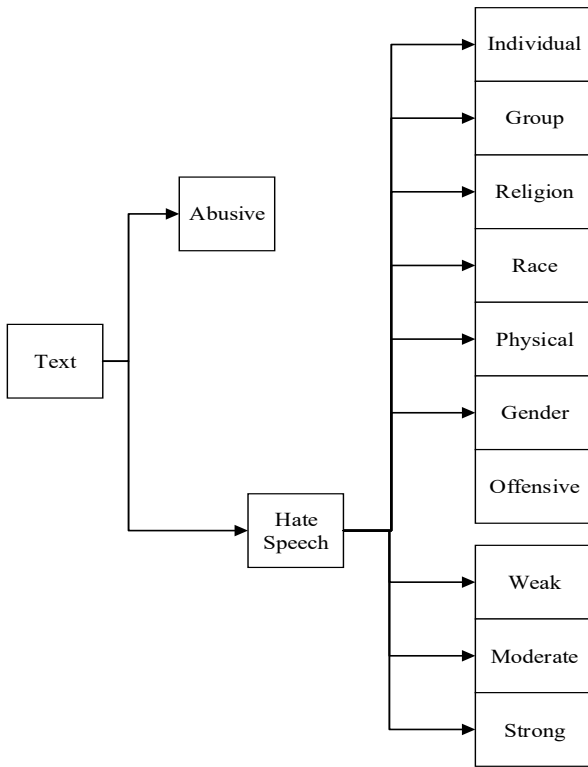 Individual
Group
Religion
Abusive
Race
Text
Physical
Gender
Offensive
Hate
Speech
Weak
Moderate
Strong